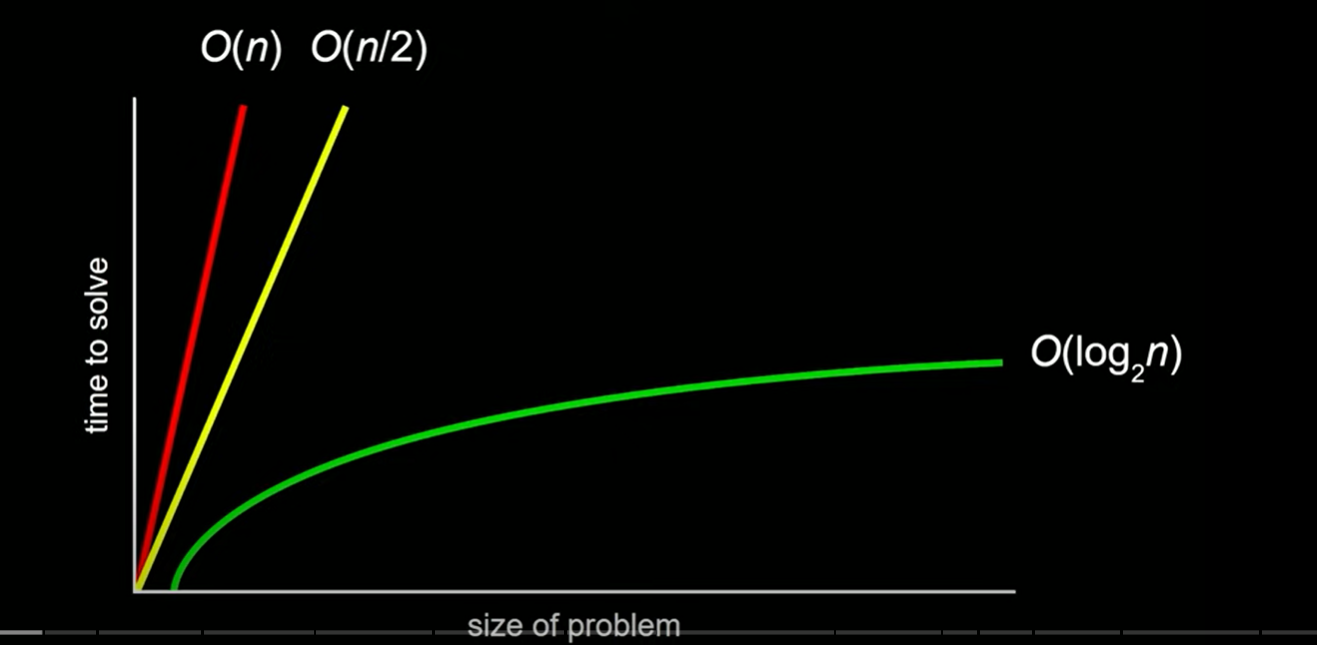 O(n) O(n/2)
time to solve
O(log₂n)
size of problem